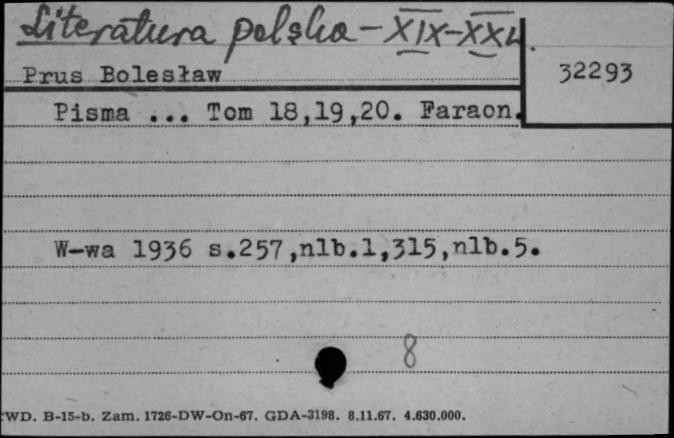 Literatura polska - XIX-XX w.
Prus Bolesław
32293
Pisma ... Tom 18,19,20. Faraon.
W-wa 1936 s.257,nlb.1,315,nlb.5.
8
WD. B-15-b. Zam. 1726-DW-On-67. GDA-3198. 8.11.67. 4.630.000.